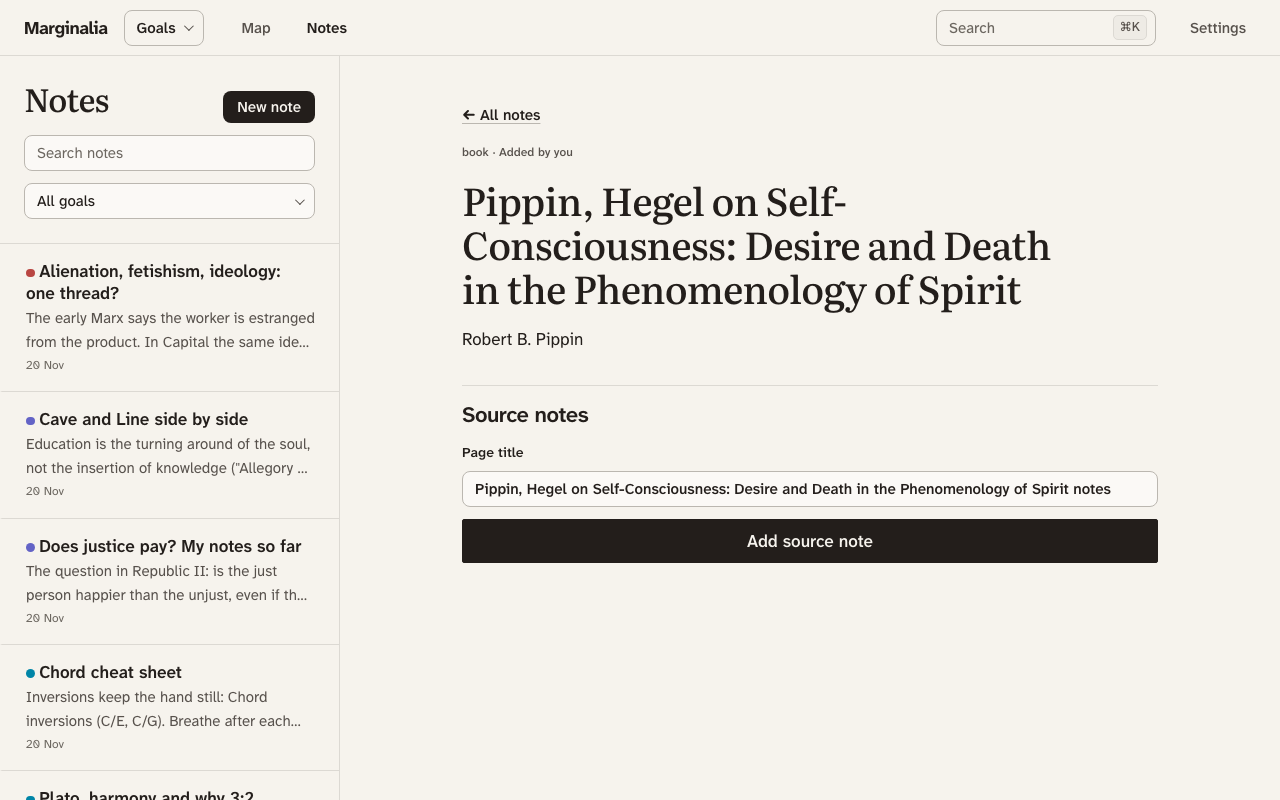 Marginalia
Goals
Map
Notes
Search
⌘K
Settings
Notes
New note
Search notes
All goals
Alienation, fetishism, ideology:
one thread?
The early Marx says the worker is estranged
from the product. In Capital the same ide...
20 Nov
Cave and Line side by side
Education is the turning around of the soul,
not the insertion of knowledge ("Allegory ...
20 Nov
Does justice pay? My notes so far
The question in Republic II: is the just
person happier than the unjust, even if th...
20 Nov
Chord cheat sheet
Inversions keep the hand still: Chord
inversions (C/E, C/G). Breathe after each...
20 Nov
Plato, harmony and why 3:2
← All notes
book · Added by you
Pippin, Hegel on Self-
Consciousness: Desire and Death
in the Phenomenology of Spirit
Robert B. Pippin
Source notes
Page title
Pippin, Hegel on Self-Consciousness: Desire and Death in the Phenomenology of Spirit notes
Add source note